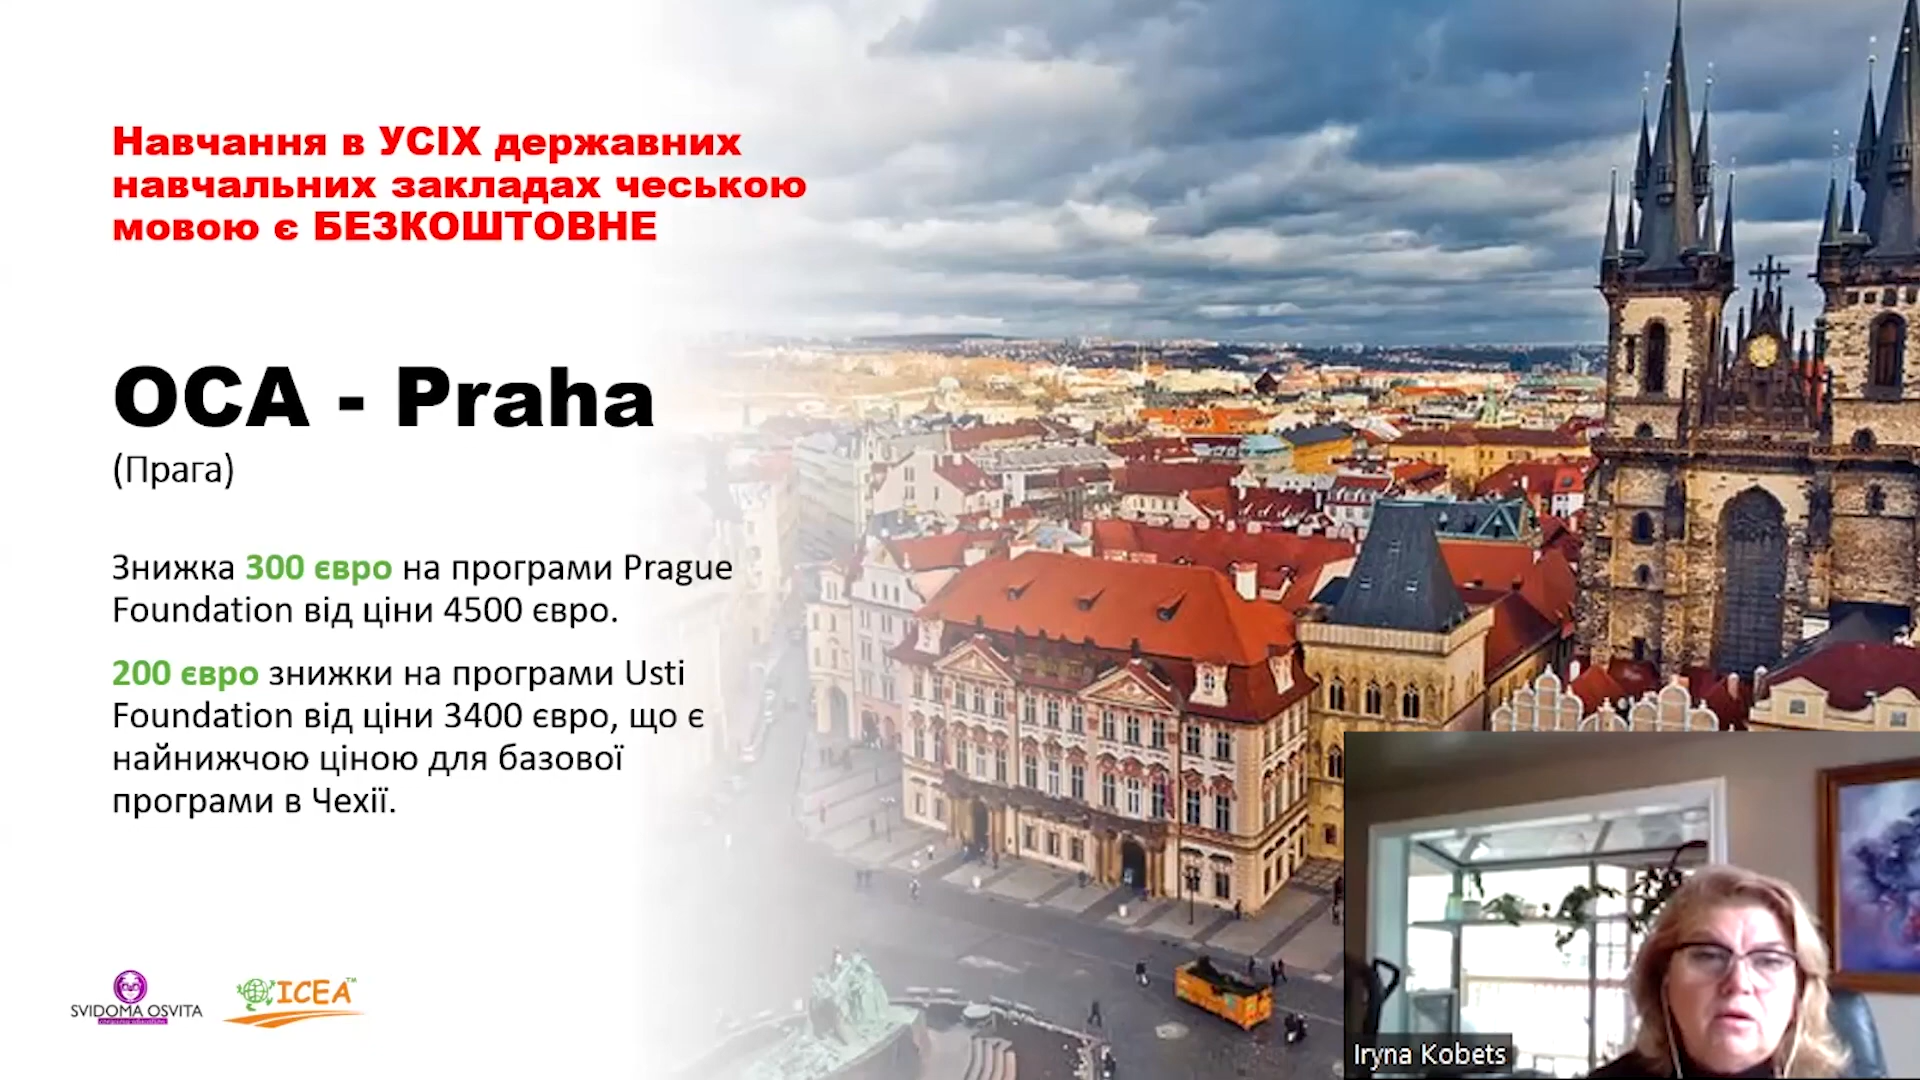 Навчання в УСІХ державних
навчальних закладах чеською
мовою є БЕЗКОШТОВНЕ
OCA - Praha
(Прага)
Знижка 300 євро на програми Prague
Foundation від ціни 4500 євро.
200 євро знижки на програми Usti
Foundation від ціни 3400 євро, що є
найнижчою ціною для базової
програми в Чехії.
SVIDOMA OSVITA
ICEA™
Iryna Kobets